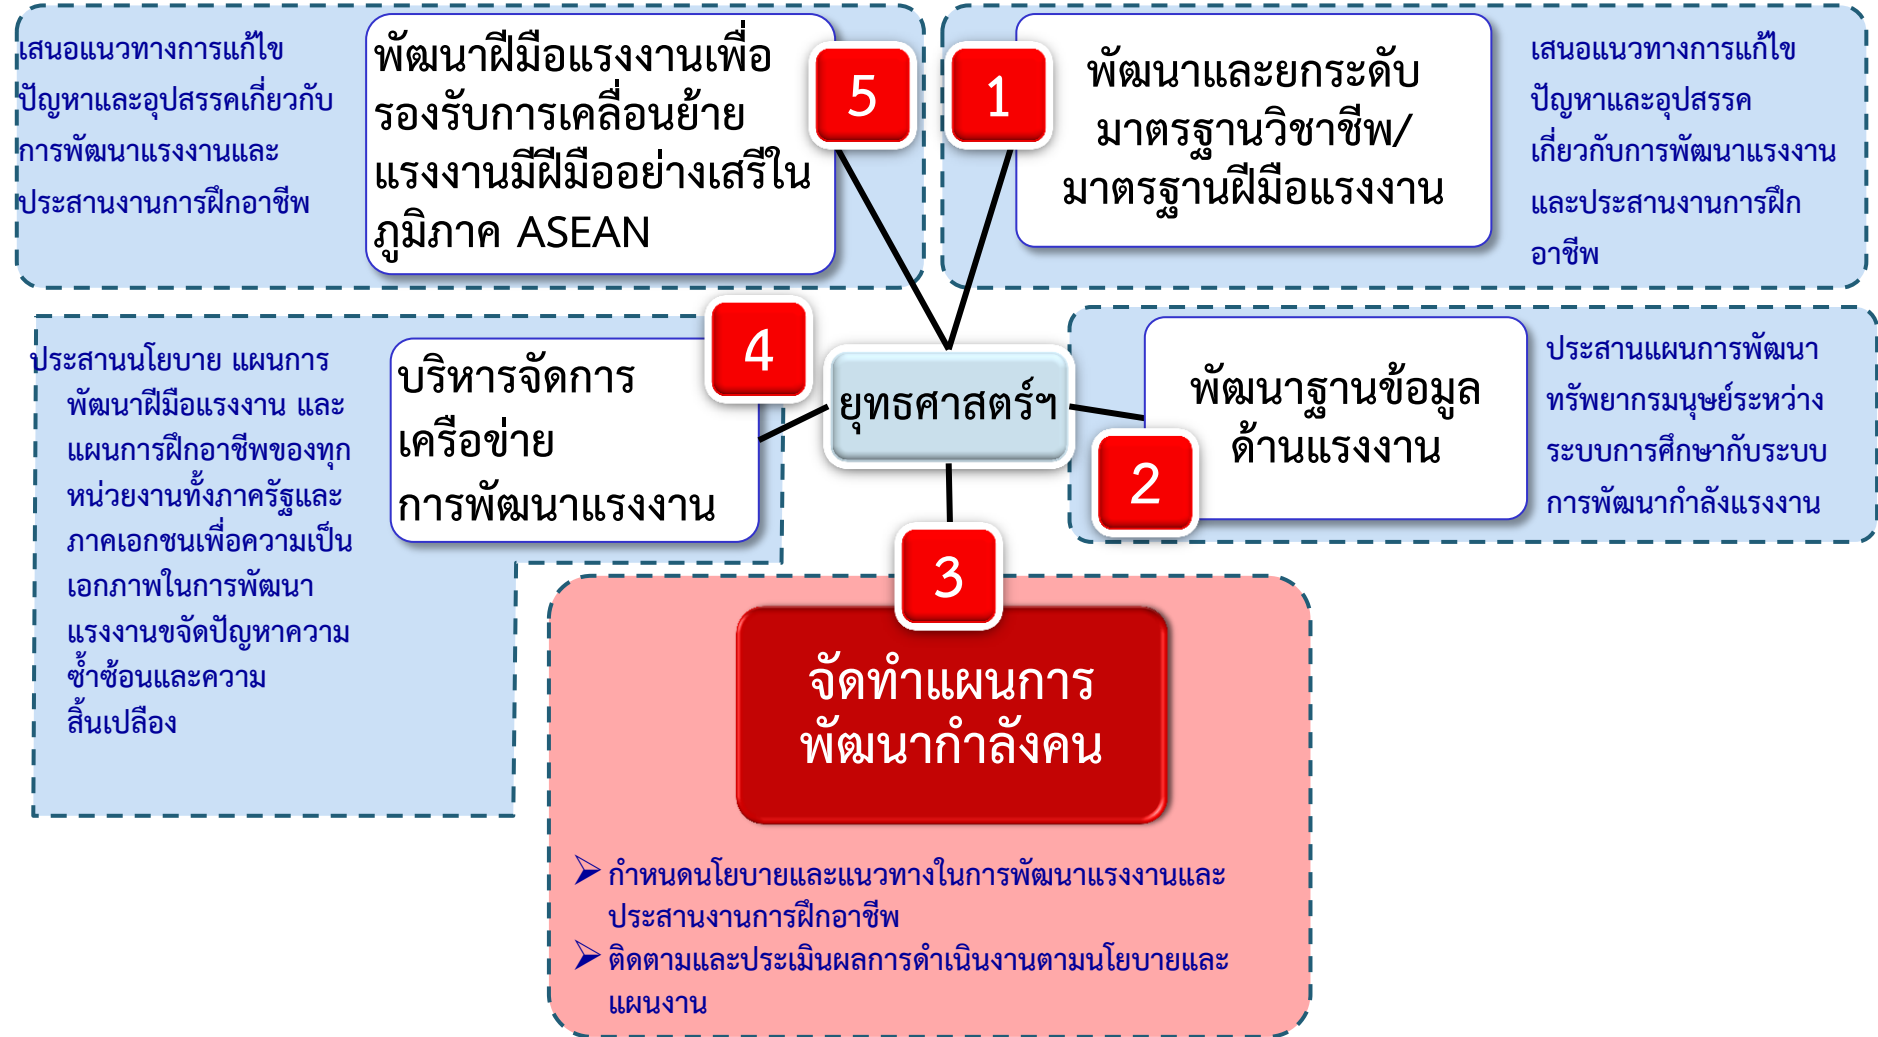 เสนอแนวทางการแก้ไข
ปัญหาและอุปสรรคเกี่ยวกับ
การพัฒนาแรงงานและ
ประสานงานการฝึกอาชีพ
พัฒนาฝีมือแรงงานเพื่อ
รองรับการเคลื่อนย้าย
แรงงานมีฝีมืออย่างเสรีใน
ภูมิภาค ASEAN
5
1
พัฒนาและยกระดับ
มาตรฐานวิชาชีพ/
มาตรฐานฝีมือแรงงาน
เสนอแนวทางการแก้ไข
ปัญหาและอุปสรรค
เกี่ยวกับการพัฒนาแรงงาน
และประสานงานการฝึก
อาชีพ
ประสานนโยบาย แผนการ
พัฒนาฝีมือแรงงาน และ
แผนการฝึกอาชีพของทุก
หน่วยงานทั้งภาครัฐและ
ภาคเอกชนเพื่อความเป็น
เอกภาพในการพัฒนา
แรงงานขจัดปัญหาความ
ซ้ำซ้อนและความ
สิ้นเปลือง
บริหารจัดการ
เครือข่าย
การพัฒนาแรงงาน
4
ยุทธศาสตร์ฯ
พัฒนาฐานข้อมูล
ด้านแรงงาน
2
ประสานแผนการพัฒนา
ทรัพยากรมนุษย์ระหว่าง
ระบบการศึกษากับระบบ
การพัฒนากำลังแรงงาน
3
จัดทำแผนการ
พัฒนากำลังคน
➢ กำหนดนโยบายและแนวทางในการพัฒนาแรงงานและ
ประสานงานการฝึกอาชีพ
➢ ติดตามและประเมินผลการดำเนินงานตามนโยบายและ
แผนงาน